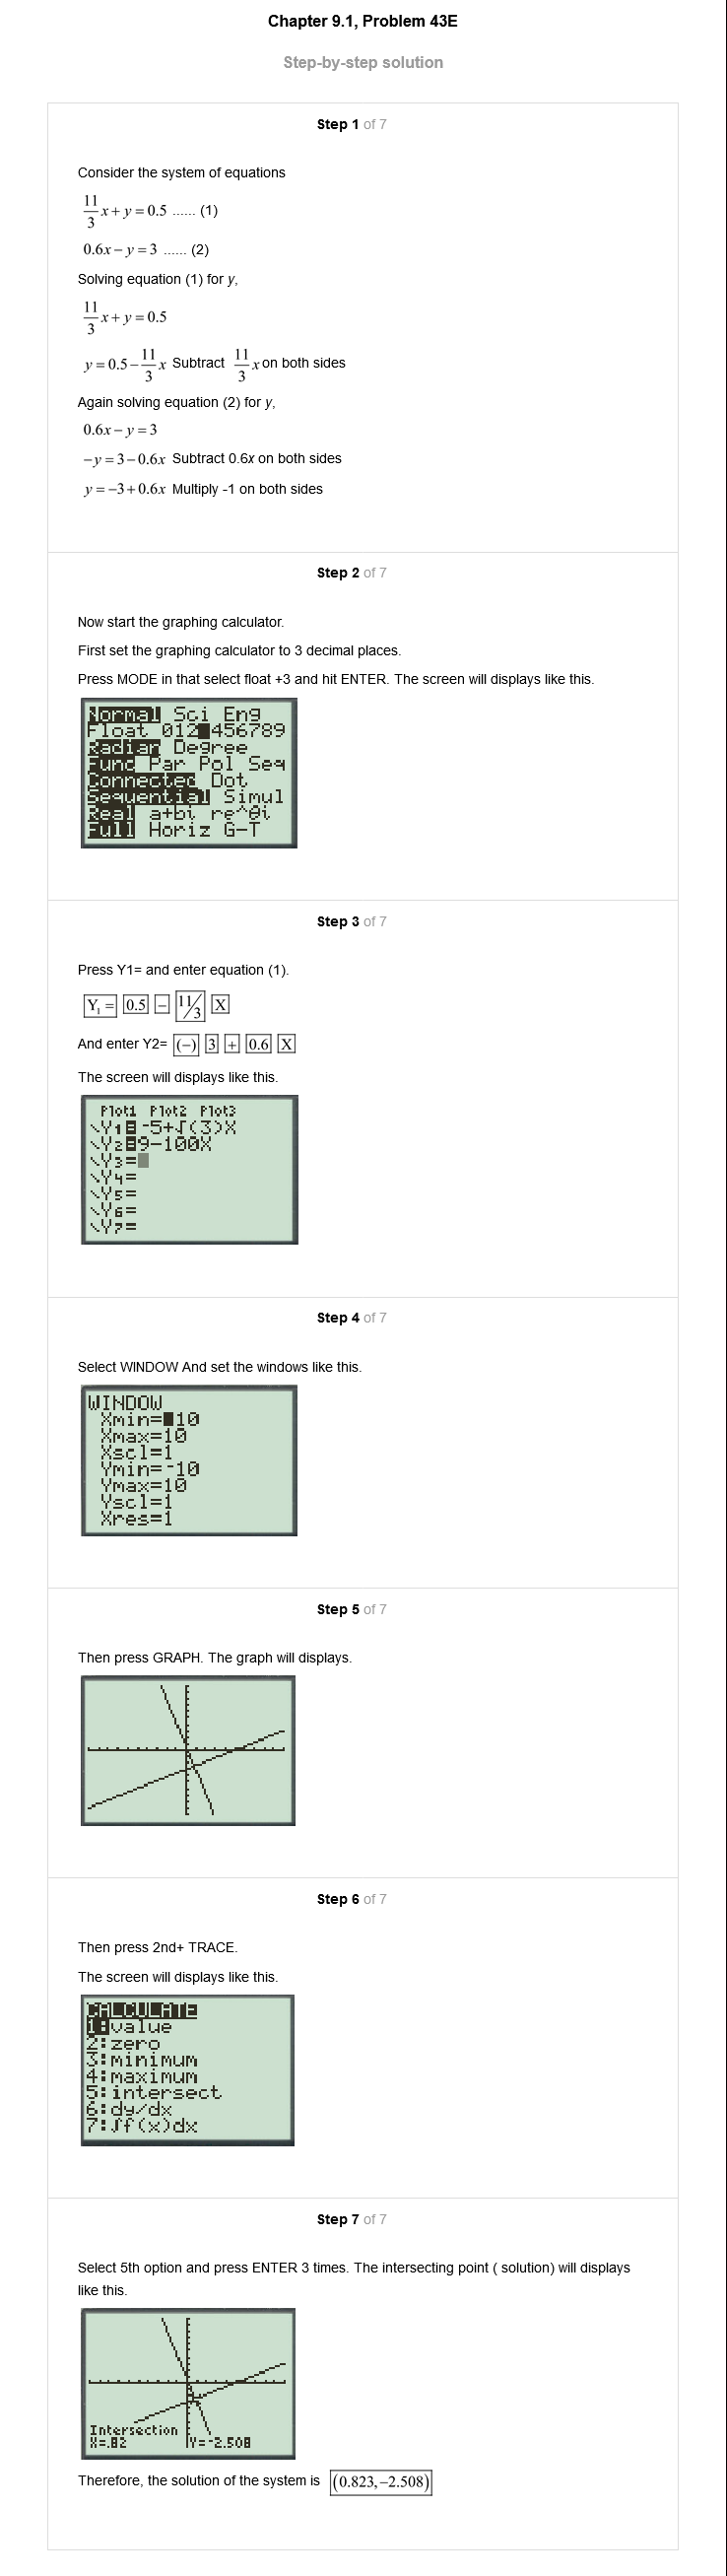 Chapter 9.1, Problem 43E
Step-by-step solution
Step 1 of 7
Consider the system of equations
11/3 x + y = 0.5 ...... (1)
0.6x − y = 3 ...... (2)
Solving equation (1) for y,
11/3 x + y = 0.5
y = 0.5 − 11/3 x Subtract 11/3 x on both sides
Again solving equation (2) for y,
0.6x − y = 3
−y = 3 − 0.6x Subtract 0.6x on both sides
y = −3 + 0.6x Multiply -1 on both sides
Step 2 of 7
Now start the graphing calculator.
First set the graphing calculator to 3 decimal places.
Press MODE in that select float +3 and hit ENTER. The screen will displays like this.
Normal Sci Eng
Float 012 456789
Radian Degree
Func Par Pol Seq
Connected Dot
Sequential Simul
Real a+bi re^θi
Full Horiz G-T
Step 3 of 7
Press Y1= and enter equation (1).
Y₁ = 0.5 − 11/3 X
And enter Y2= (−) 3 + 0.6 X
The screen will displays like this.
Plot1 Plot2 Plot3
\Y1=-5+√(3)X
\Y2=9-100X
\Y3=
\Y4=
\Y5=
\Y6=
\Y7=
Step 4 of 7
Select WINDOW And set the windows like this.
WINDOW
Xmin= 10
Xmax=10
Xscl=1
Ymin=-10
Ymax=10
Yscl=1
Xres=1
Step 5 of 7
Then press GRAPH. The graph will displays.
Step 6 of 7
Then press 2nd+ TRACE.
The screen will displays like this.
CALCULATE
1:value
2:zero
3:minimum
4:maximum
5:intersect
6:dy/dx
7:∫f(x)dx
Step 7 of 7
Select 5th option and press ENTER 3 times. The intersecting point ( solution) will displays
like this.
Intersection
X=.82 Y=-2.508
Therefore, the solution of the system is (0.823, −2.508)